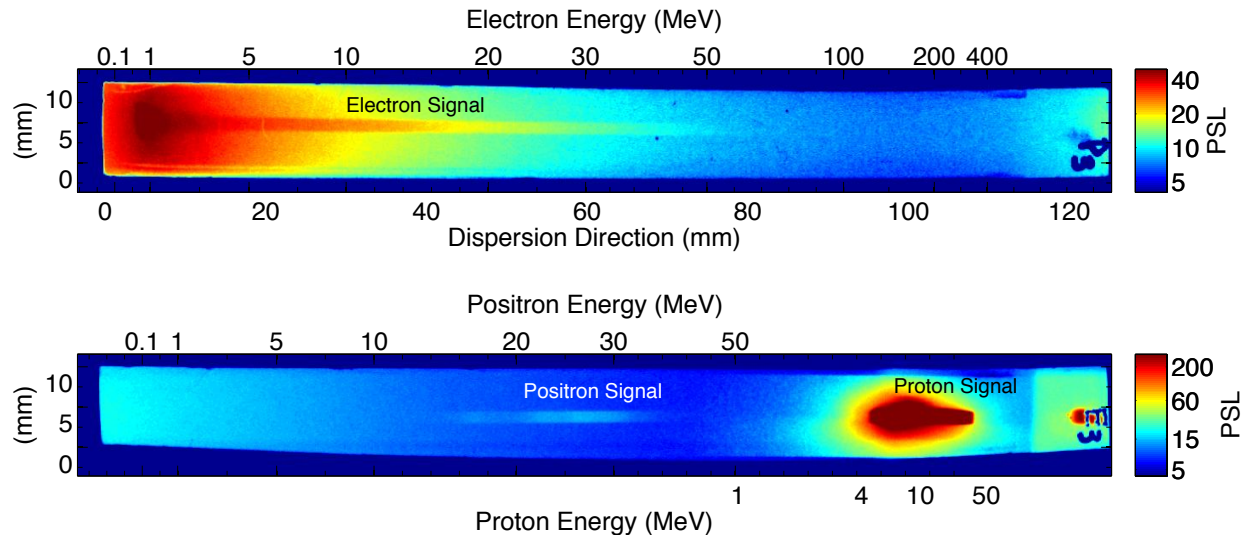 Electron Energy (MeV)
0.1 1 5 10 20 30 50 100 200 400
Electron Signal
10
5
0
(mm)
40
20
10
5
PSL
0 20 40 60 80 100 120
Dispersion Direction (mm)
Positron Energy (MeV)
0.1 1 5 10 20 30 50
Positron Signal
Proton Signal
10
5
0
(mm)
200
60
15
5
PSL
1 4 10 50
Proton Energy (MeV)